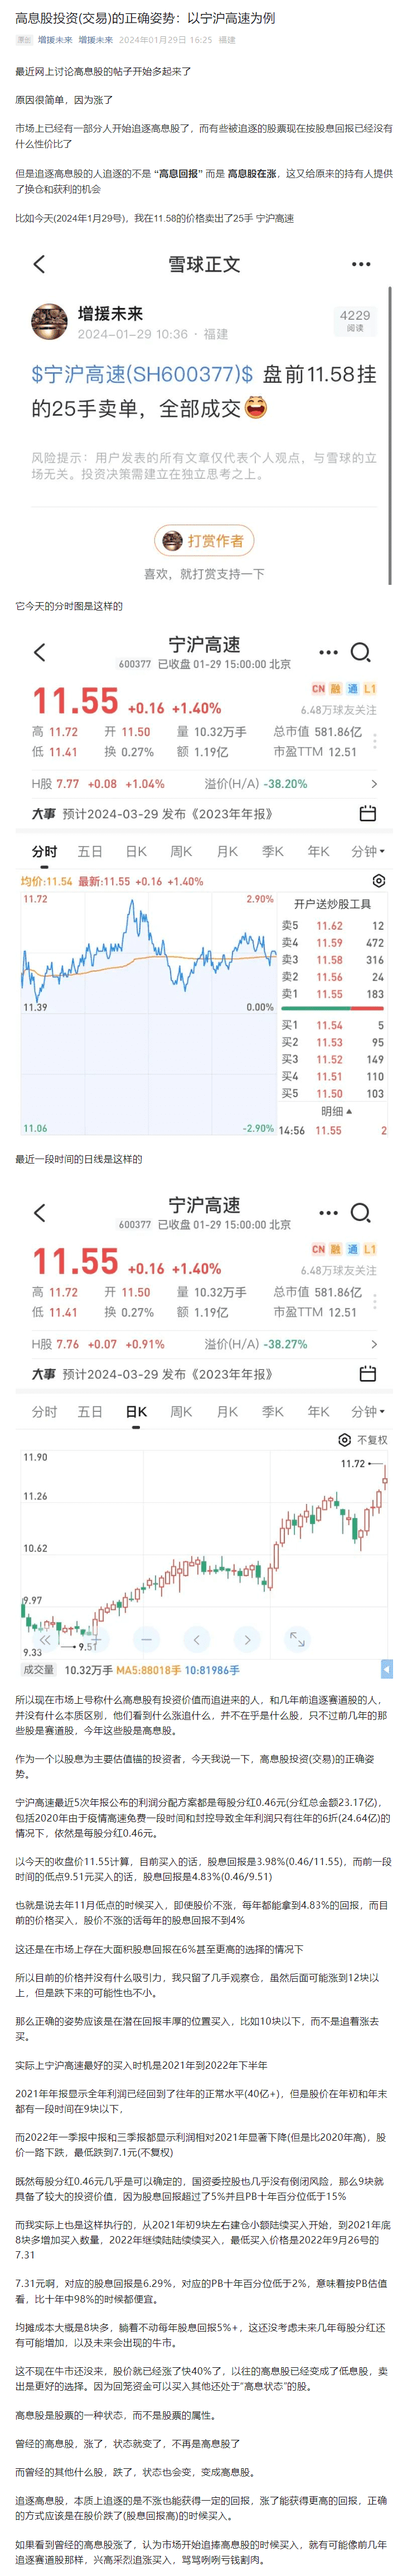 高息股投资(交易)的正确姿势：以宁沪高速为例
原创 增援未来 增援未来 2024年01月29日 16:25 福建
最近网上讨论高息股的帖子开始多起来了
原因很简单，因为涨了
市场上已经有一部分人开始追逐高息股了，而有些被追逐的股票现在按股息回报已经没有
什么性价比了
但是追逐高息股的人追逐的不是 “高息回报” 而是 高息股在涨，这又给原来的持有人提供
了换仓和获利的机会
比如今天(2024年1月29号)，我在11.58的价格卖出了25手 宁沪高速
雪球正文
增援未来
2024-01-29 10:36 · 福建
4229
阅读
$宁沪高速(SH600377)$ 盘前11.58挂
的25手卖单，全部成交
风险提示：用户发表的所有文章仅代表个人观点，与雪球的立
场无关。投资决策需建立在独立思考之上。
打赏作者
喜欢，就打赏支持一下
它今天的分时图是这样的
宁沪高速
600377 已收盘 01-29 15:00:00 北京
11.55 +0.16 +1.40%
CN 融 通 L1
6.48万球友关注
高 11.72 开 11.50 量 10.32万手 总市值 581.86亿
低 11.41 换 0.27% 额 1.19亿 市盈TTM 12.51
H股 7.77 +0.08 +1.04% 溢价(H/A) -38.20%
大事 预计2024-03-29 发布《2023年年报》
分时 五日 日K 周K 月K 季K 年K 分钟
均价:11.54 最新:11.55 +0.16 +1.40%
11.72 2.90%
11.39 0.00%
11.06 -2.90%
开户送炒股工具
卖5 11.62 12
卖4 11.59 472
卖3 11.58 316
卖2 11.56 24
卖1 11.55 183
买1 11.54 5
买2 11.53 95
买3 11.52 149
买4 11.51 110
买5 11.50 103
明细
14:56 11.55 2
最近一段时间的日线是这样的
宁沪高速
600377 已收盘 01-29 15:00:00 北京
11.55 +0.16 +1.40%
CN 融 通 L1
6.48万球友关注
高 11.72 开 11.50 量 10.32万手 总市值 581.86亿
低 11.41 换 0.27% 额 1.19亿 市盈TTM 12.51
H股 7.76 +0.07 +0.91% 溢价(H/A) -38.27%
大事 预计2024-03-29 发布《2023年年报》
分时 五日 日K 周K 月K 季K 年K 分钟
不复权
11.90
11.72
11.26
10.62
9.97
9.33
9.51
成交量 10.32万手 MA5:88018手 10:81986手
所以现在市场上号称什么高息股有投资价值而追进来的人，和几年前追逐赛道股的人，
并没有什么本质区别，他们看到什么涨追什么，并不在乎是什么股，只不过前几年的那
些股是赛道股，今年这些股是高息股。
作为一个以股息为主要估值锚的投资者，今天我说一下，高息股投资(交易)的正确姿
势。
宁沪高速最近5次年报公布的利润分配方案都是每股分红0.46元(分红总金额23.17亿)，
包括2020年由于疫情高速免费一段时间和封控导致全年利润只有往年的6折(24.64亿)的
情况下，依然是每股分红0.46元。
以今天的收盘价11.55计算，目前买入的话，股息回报是3.98%(0.46/11.55)，而前一段
时间的低点9.51元买入的话，股息回报是4.83%(0.46/9.51)
也就是说去年11月低点的时候买入，即使股价不涨，每年都能拿到4.83%的回报，而目
前的价格买入，股价不涨的话每年的股息回报不到4%
这还是在市场上存在大面积股息回报在6%甚至更高的选择的情况下
所以目前的价格并没有什么吸引力，我只留了几手观察仓，虽然后面可能涨到12块以
上，但是跌下来的可能性也不小。
那么正确的姿势应该是在潜在回报丰厚的位置买入，比如10块以下，而不是追着涨去
买。
实际上宁沪高速最好的买入时机是2021年到2022年下半年
2021年年报显示全年利润已经回到了往年的正常水平(40亿+)，但是股价在年初和年末
都有一段时间在9块以下，
而2022年一季报中报和三季报都显示利润相对2021年显著下降(但是比2020年高)，股
价一路下跌，最低跌到7.1元(不复权)
既然每股分红0.46元几乎是可以确定的，国资委控股也几乎没有倒闭风险，那么9块就
具备了较大的投资价值，因为股息回报超过了5%并且PB十年百分位低于15%
而我实际上也是这样执行的，从2021年初9块左右建仓小额陆续买入开始，到2021年底
8块多增加买入数量，2022年继续陆陆续续买入，最低买入价格是2022年9月26号的
7.31
7.31元啊，对应的股息回报是6.29%，对应的PB十年百分位低于2%，意味着按PB估值
看，比十年中98%的时候都便宜。
均摊成本大概是8块多，躺着不动每年股息回报5%+，这还没考虑未来几年每股分红还
有可能增加，以及未来会出现的牛市。
这不现在牛市还没来，股价就已经涨了快40%了，以往的高息股已经变成了低息股，卖
出是更好的选择。因为回笼资金可以买入其他还处于“高息状态”的股。
高息股是股票的一种状态，而不是股票的属性。
曾经的高息股，涨了，状态就变了，不再是高息股了
而曾经的其他什么股，跌了，状态也会变，变成高息股。
追逐高息股，本质上追逐的是不涨也能获得一定的回报，涨了能获得更高的回报，正确
的方式应该是在股价跌了(股息回报高)的时候买入。
如果看到曾经的高息股涨了，认为市场开始追捧高息股的时候买入，就有可能像前几年
追逐赛道股那样，兴高采烈追涨买入，骂骂咧咧亏钱割肉。